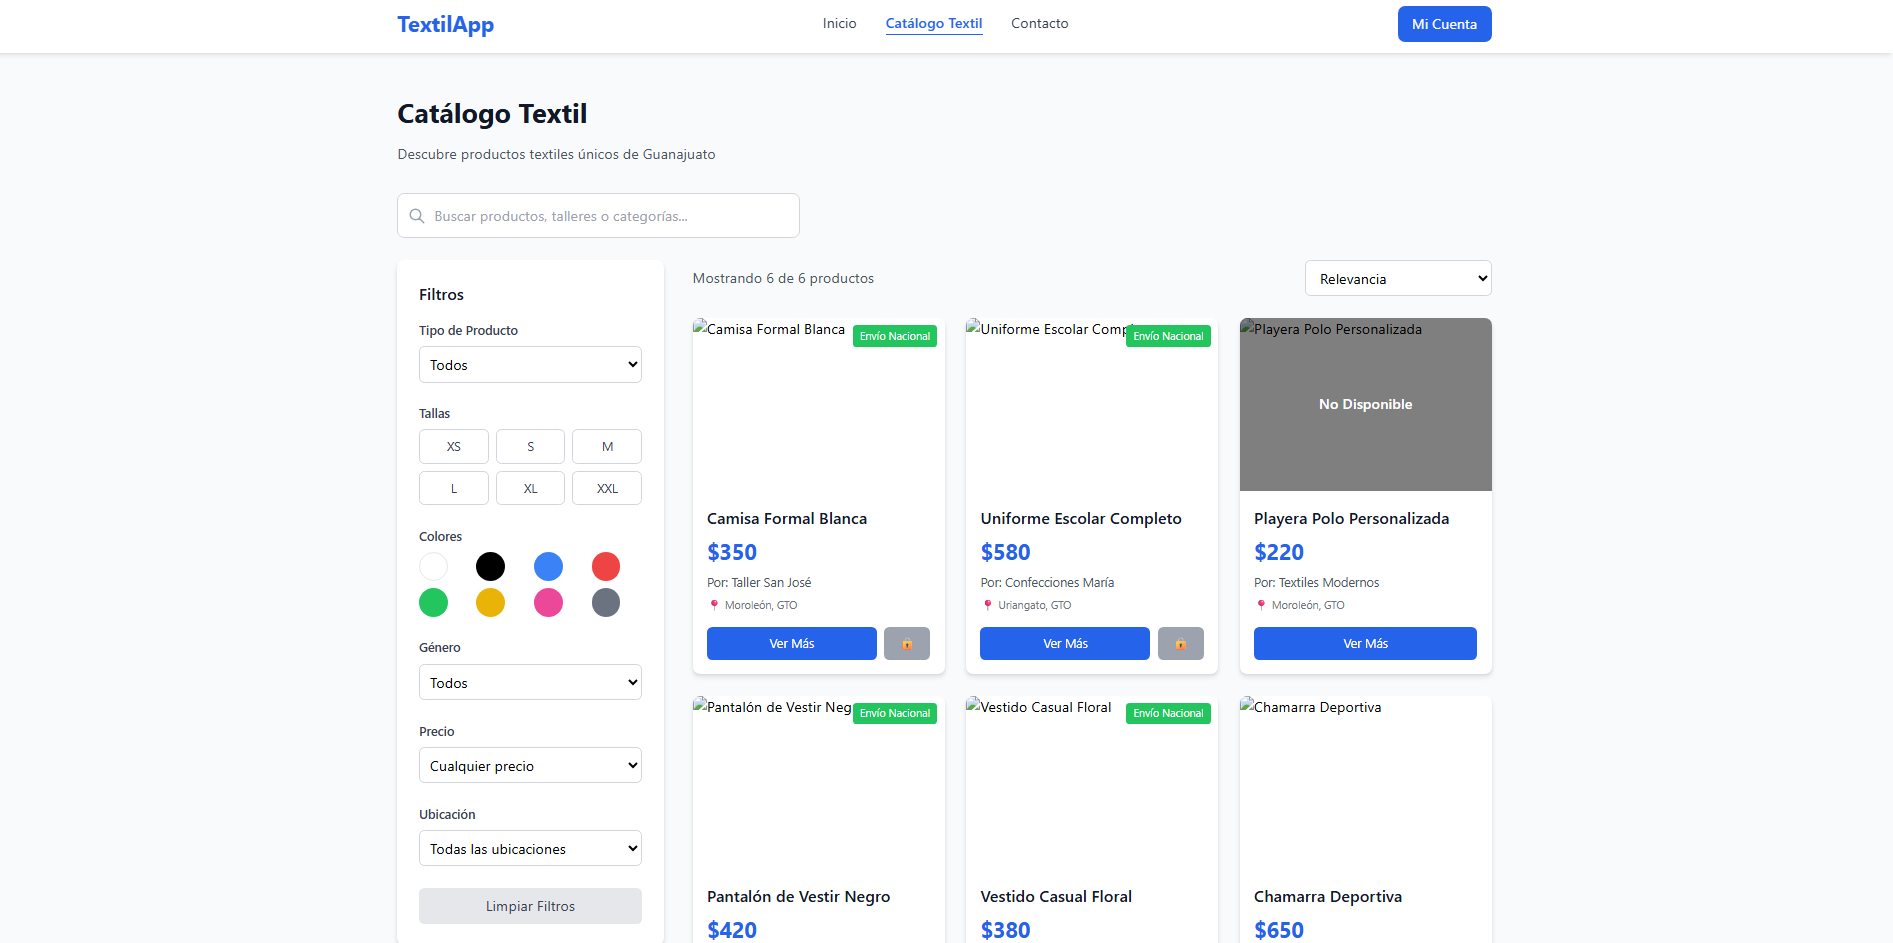 TextilApp
Inicio
Catálogo Textil
Contacto
Mi Cuenta
Catálogo Textil
Descubre productos textiles únicos de Guanajuato
Buscar productos, talleres o categorías...
Filtros
Tipo de Producto
Todos
Tallas
XS
S
M
L
XL
XXL
Colores
Género
Todos
Precio
Cualquier precio
Ubicación
Todas las ubicaciones
Limpiar Filtros
Mostrando 6 de 6 productos
Relevancia
Camisa Formal Blanca
Envío Nacional
Camisa Formal Blanca
$350
Por: Taller San José
Moroleón, GTO
Ver Más
Uniforme Escolar Comp
Envío Nacional
Uniforme Escolar Completo
$580
Por: Confecciones María
Uriangato, GTO
Ver Más
Playera Polo Personalizada
No Disponible
Playera Polo Personalizada
$220
Por: Textiles Modernos
Moroleón, GTO
Ver Más
Pantalón de Vestir Neg
Envío Nacional
Pantalón de Vestir Negro
$420
Vestido Casual Floral
Envío Nacional
Vestido Casual Floral
$380
Chamarra Deportiva
Chamarra Deportiva
$650